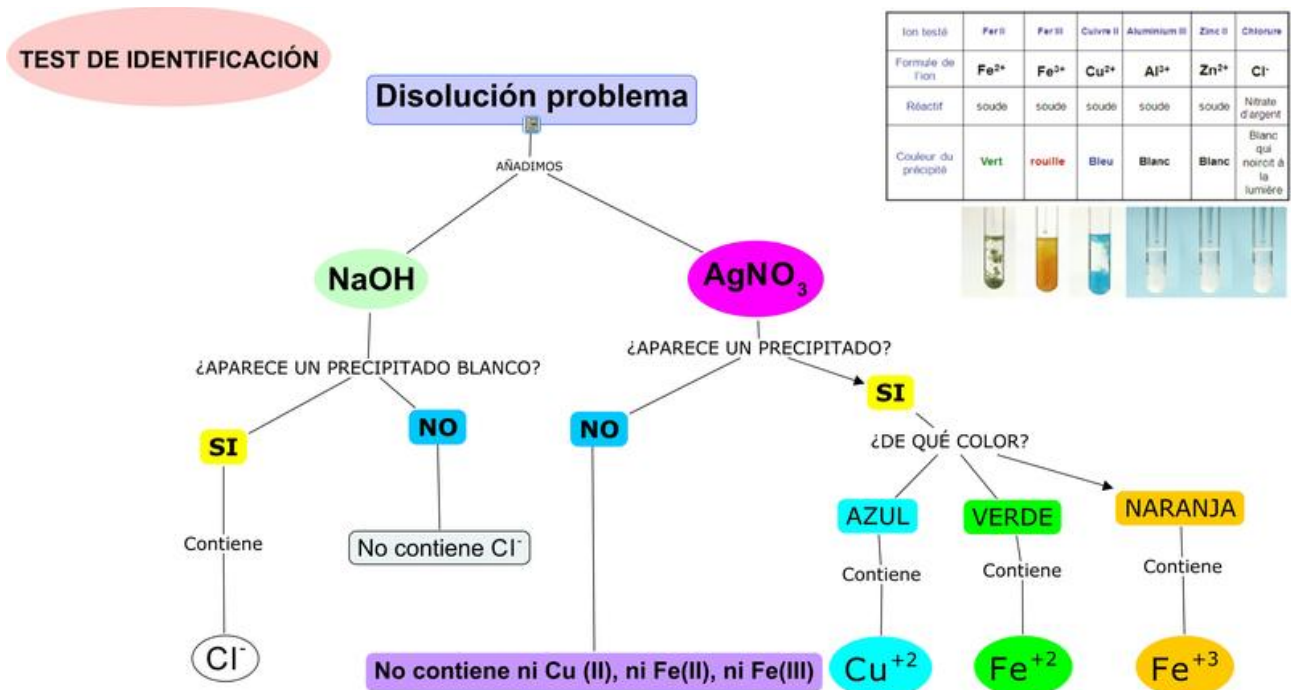 TEST DE IDENTIFICACIÓN
Disolución problema
AÑADIMOS
NaOH
AgNO₃
¿APARECE UN PRECIPITADO BLANCO?
¿APARECE UN PRECIPITADO?
SI
NO
NO
SI
¿DE QUÉ COLOR?
AZUL
VERDE
NARANJA
Contiene
No contiene Cl⁻
Contiene
Contiene
Contiene
Cl⁻
No contiene ni Cu (II), ni Fe(II), ni Fe(III)
Cu⁺²
Fe⁺²
Fe⁺³
Ion testé Fer II Fer III Cuivre II Aluminium III Zinc II Chlorure
Formule de
l'ion
Fe²⁺ Fe³⁺ Cu²⁺ Al³⁺ Zn²⁺ Cl⁻
Réactif soude soude soude soude soude
Nitrate
d'argent
Couleur du
précipité
Vert rouille Bleu Blanc Blanc
Blanc
qui
noircit à
la
lumière